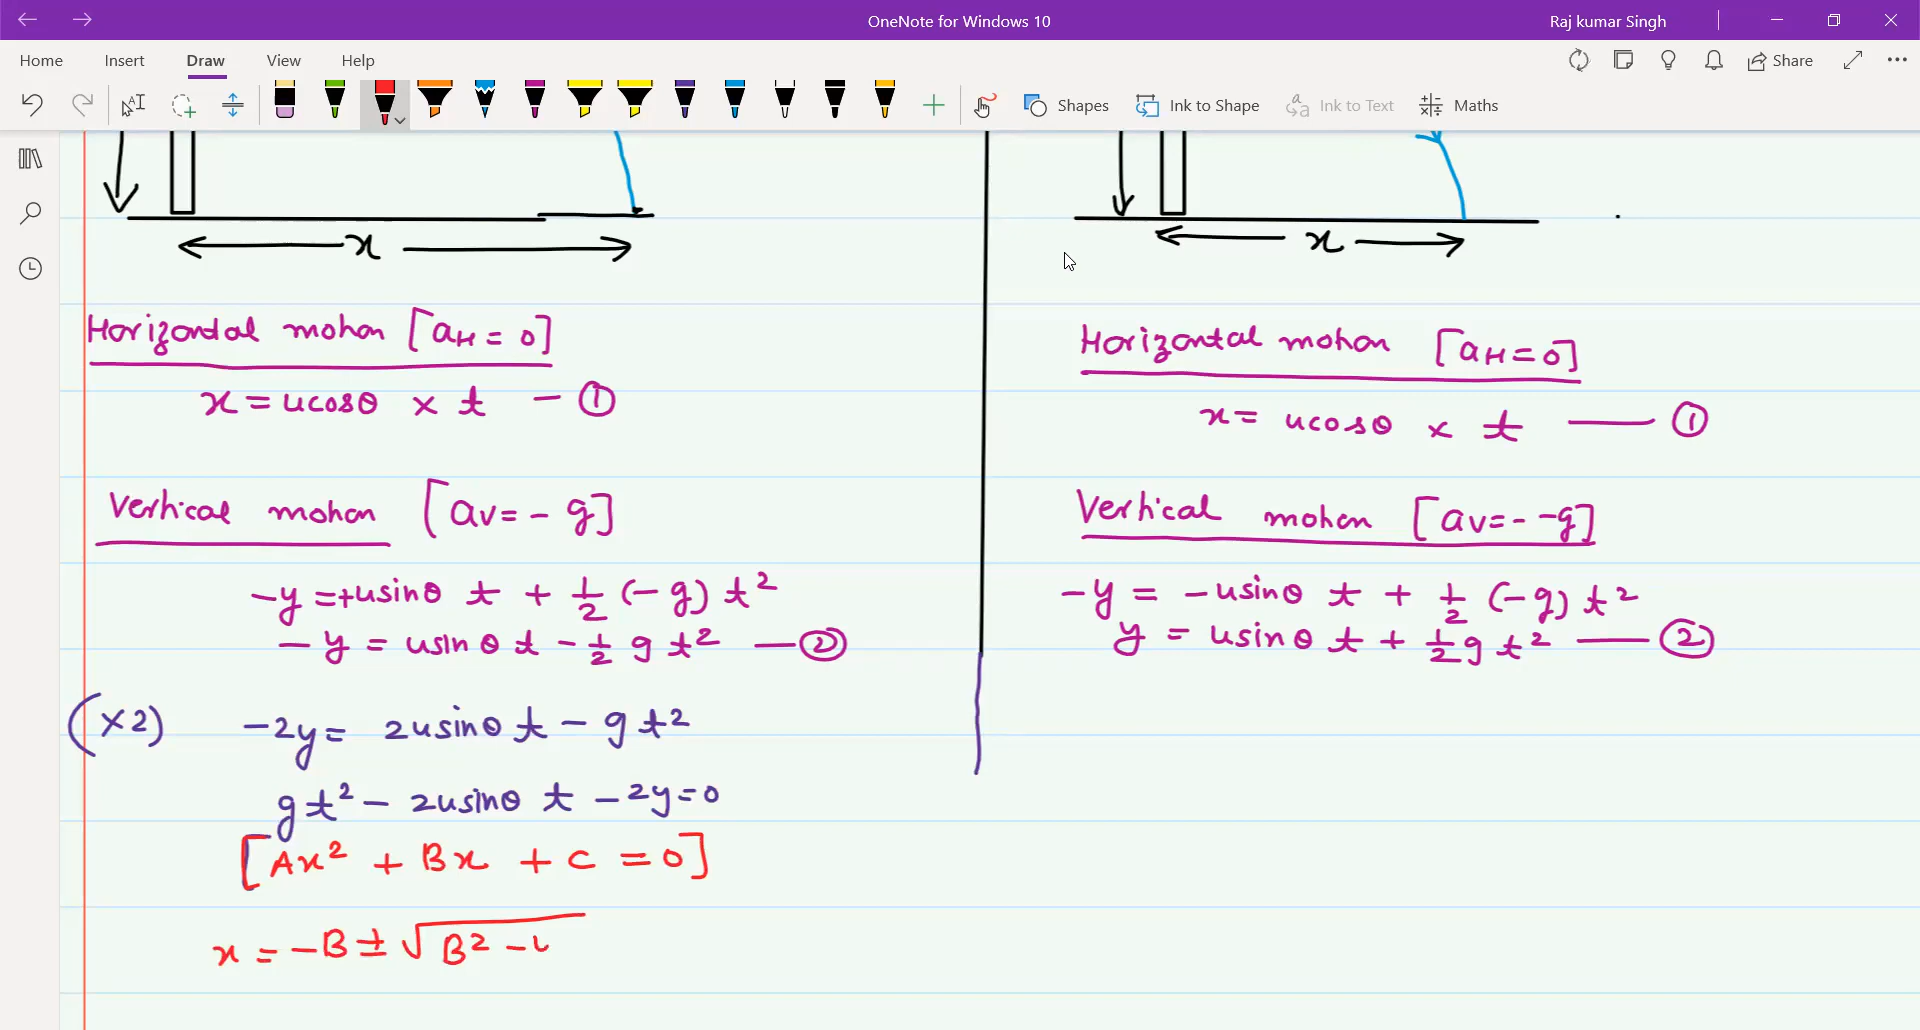 OneNote for Windows 10
Raj kumar Singh
Home Insert Draw View Help
Share
Shapes Ink to Shape Ink to Text Maths
x
Horizontal motion [aH = 0]
x = ucosθ × t — ①
Vertical motion [av = - g]
-y = +usinθ t + 1/2 (-g) t²
- y = usinθ t - 1/2 g t² — ②
(×2) -2y = 2usinθ t - g t²
g t² - 2usinθ t - 2y = 0
[Ax² + Bx + C = 0]
x = -B ± √B² -
x
Horizontal motion [aH = 0]
x = ucosθ × t — ①
Vertical motion [av = - -g]
-y = -usinθ t + 1/2 (-g) t²
y = usinθ t + 1/2 g t² — ②